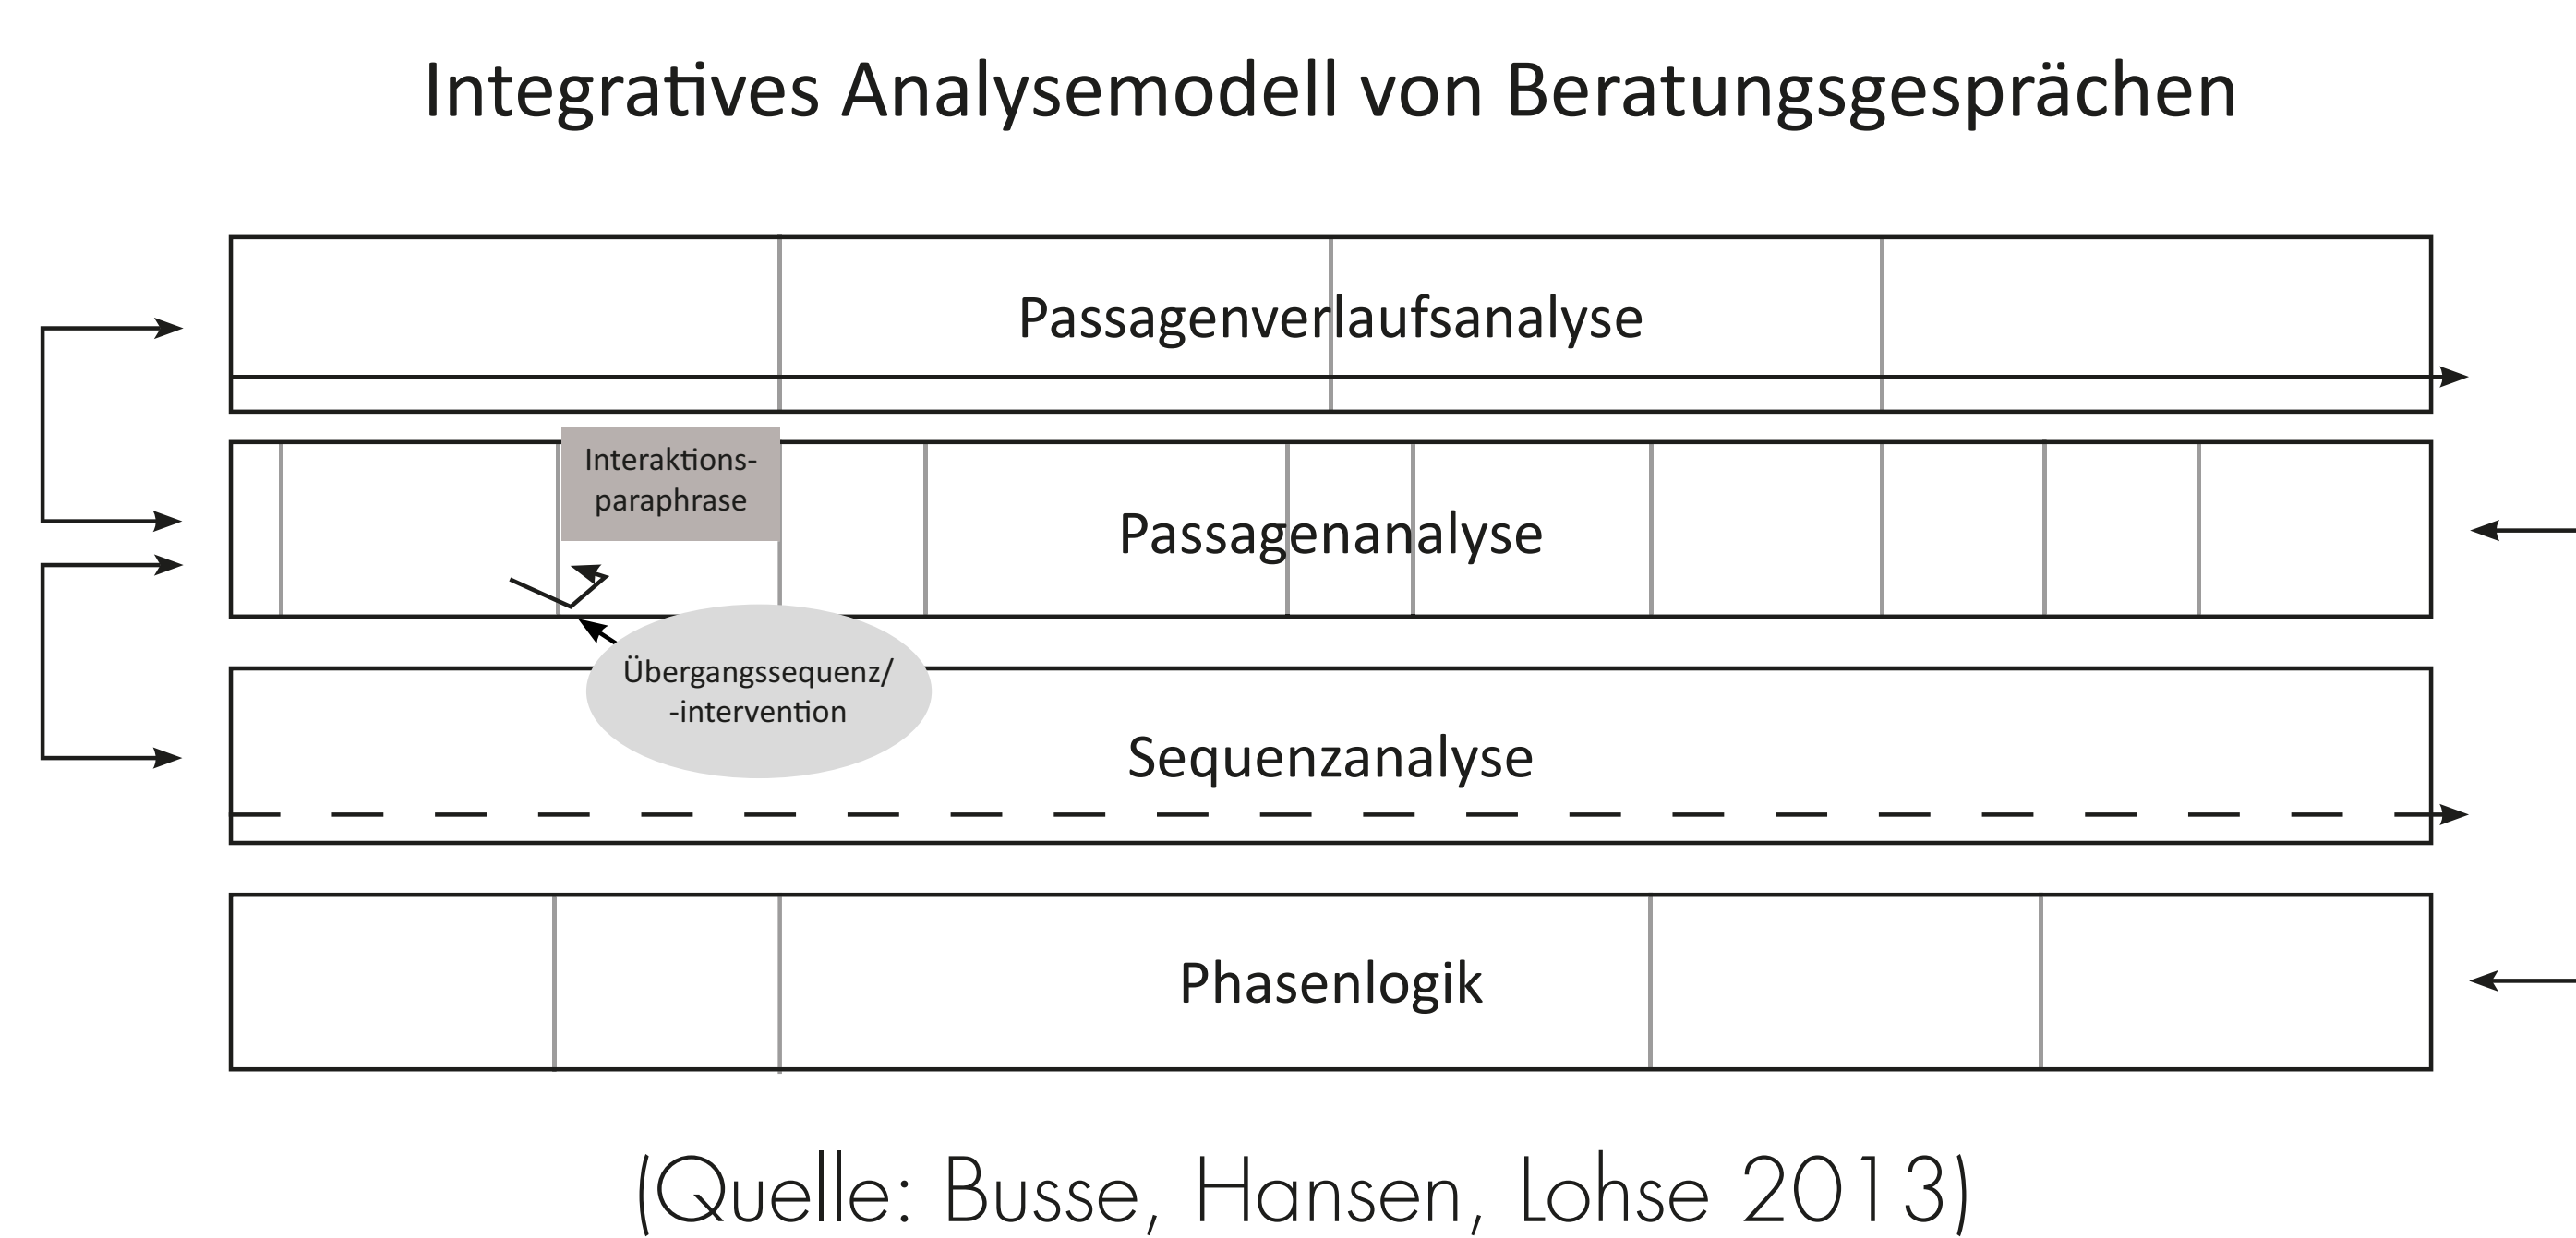 Integratives Analysemodell von Beratungsgesprächen
Passagenverlaufsanalyse
Interaktions-
paraphrase
Passagenanalyse
Übergangssequenz/
-intervention
Sequenzanalyse
Phasenlogik
(Quelle: Busse, Hansen, Lohse 2013)